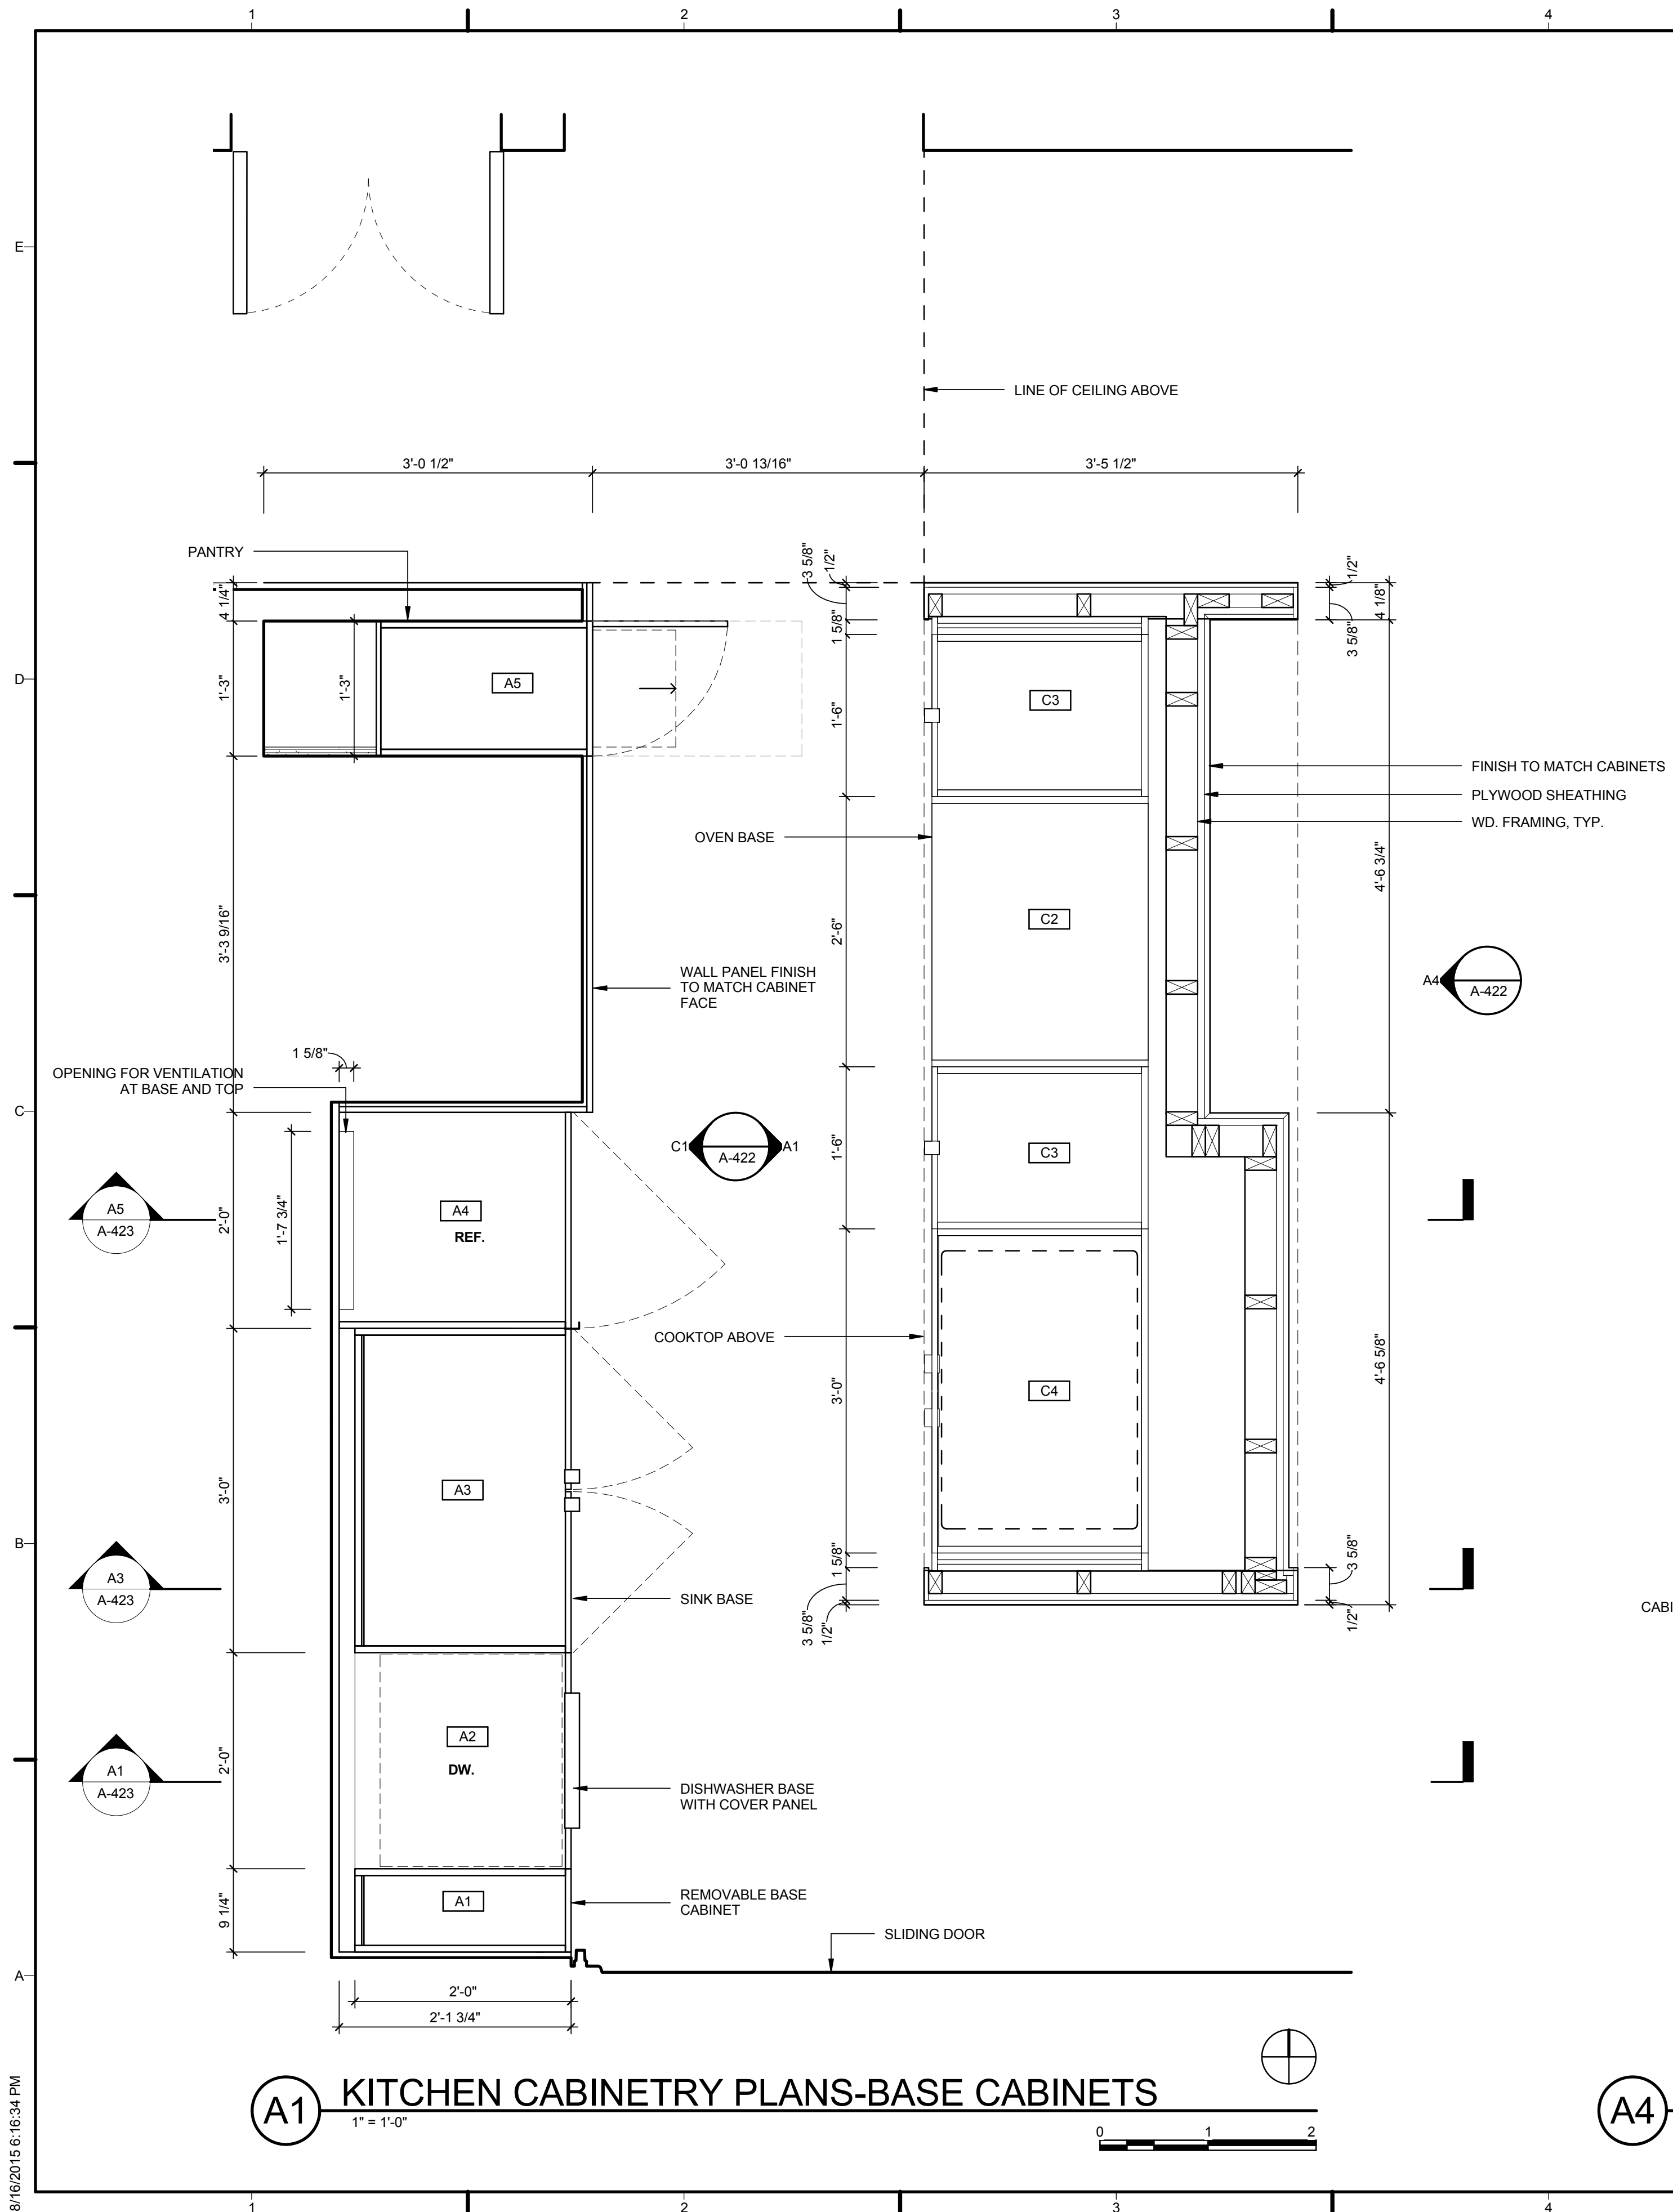 1
2
3
4
E
D
C
B
A
LINE OF CEILING ABOVE
3'-0 1/2"
3'-0 13/16"
3'-5 1/2"
PANTRY
4 1/4"
1'-3"
1'-3"
A5
3 5/8"
1/2"
1 5/8"
1'-6"
C3
1/2"
4 1/8"
3 5/8"
FINISH TO MATCH CABINETS
PLYWOOD SHEATHING
WD. FRAMING, TYP.
OVEN BASE
4'-6 3/4"
3'-3 9/16"
2'-6"
C2
WALL PANEL FINISH
TO MATCH CABINET
FACE
A4
A-422
1 5/8"
OPENING FOR VENTILATION
AT BASE AND TOP
C1
A-422
A1
1'-6"
C3
A5
A-423
2'-0"
1'-7 3/4"
A4
REF.
COOKTOP ABOVE
4'-6 5/8"
3'-0"
C4
3'-0"
A3
A3
A-423
SINK BASE
1 5/8"
3 5/8"
1/2"
3 5/8"
1/2"
CABI
A1
A-423
2'-0"
A2
DW.
DISHWASHER BASE
WITH COVER PANEL
9 1/4"
A1
REMOVABLE BASE
CABINET
SLIDING DOOR
2'-0"
2'-1 3/4"
A1
KITCHEN CABINETRY PLANS-BASE CABINETS
1" = 1'-0"
0
1
2
A4
8/16/2015 6:16:34 PM
1
2
3
4